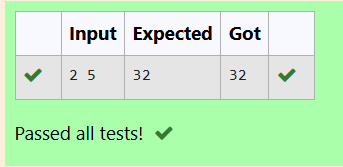 Input Expected Got
2 5 32 32
Passed all tests!